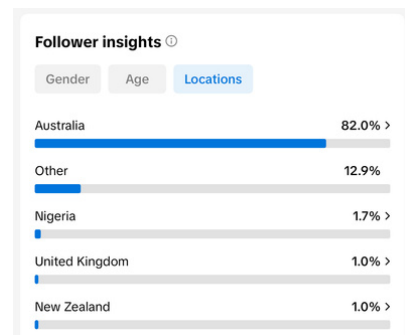 Follower insights ⓘ
Gender Age Locations
Australia 82.0% >
Other 12.9%
Nigeria 1.7% >
United Kingdom 1.0% >
New Zealand 1.0% >